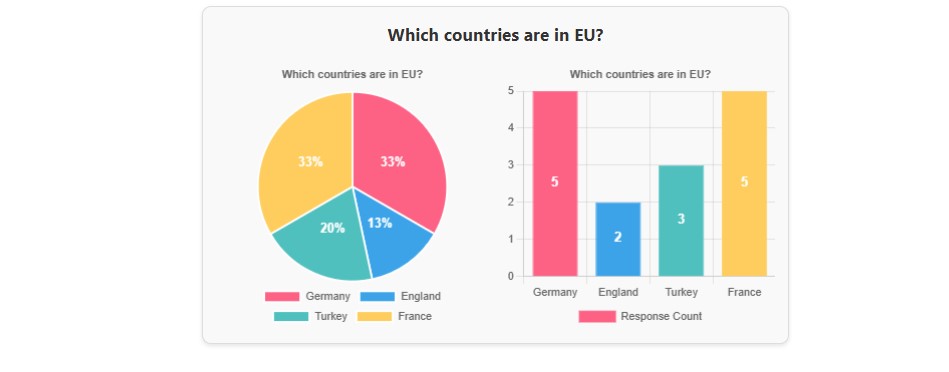 Which countries are in EU?
Which countries are in EU?
33%
33%
20%
13%
Germany
England
Turkey
France
Which countries are in EU?
5
4
3
2
1
0
5
2
3
5
Germany
England
Turkey
France
Response Count